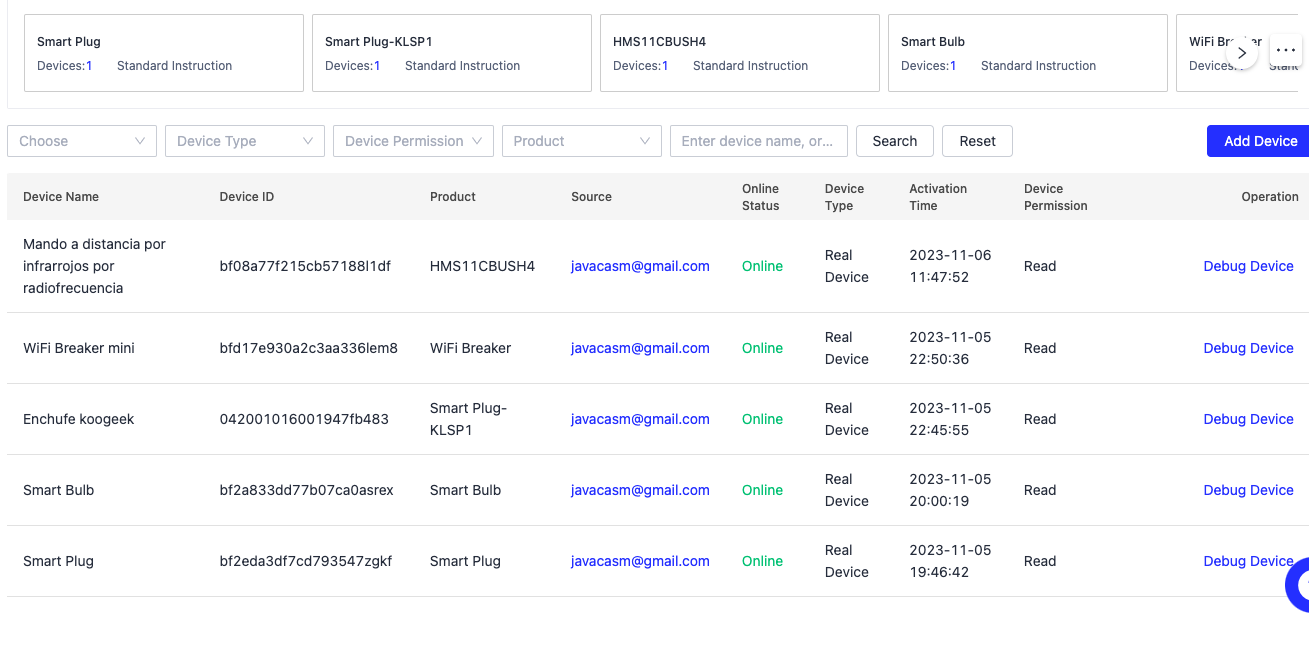 Smart Plug
Devices:1 Standard Instruction
Smart Plug-KLSP1
Devices:1 Standard Instruction
HMS11CBUSH4
Devices:1 Standard Instruction
Smart Bulb
Devices:1 Standard Instruction
WiFi
Devices:
Choose
Device Type
Device Permission
Product
Enter device name, or...
Search
Reset
Add Device
Device Name
Device ID
Product
Source
Online
Status
Device
Type
Activation
Time
Device
Permission
Operation
Mando a distancia por
infrarrojos por
radiofrecuencia
bf08a77f215cb57188l1df
HMS11CBUSH4
javacasm@gmail.com
Online
Real
Device
2023-11-06
11:47:52
Read
Debug Device
WiFi Breaker mini
bfd17e930a2c3aa336lem8
WiFi Breaker
javacasm@gmail.com
Online
Real
Device
2023-11-05
22:50:36
Read
Debug Device
Enchufe koogeek
042001016001947fb483
Smart Plug-
KLSP1
javacasm@gmail.com
Online
Real
Device
2023-11-05
22:45:55
Read
Debug Device
Smart Bulb
bf2a833dd77b07ca0asrex
Smart Bulb
javacasm@gmail.com
Online
Real
Device
2023-11-05
20:00:19
Read
Debug Device
Smart Plug
bf2eda3df7cd793547zgkf
Smart Plug
javacasm@gmail.com
Online
Real
Device
2023-11-05
19:46:42
Read
Debug Device